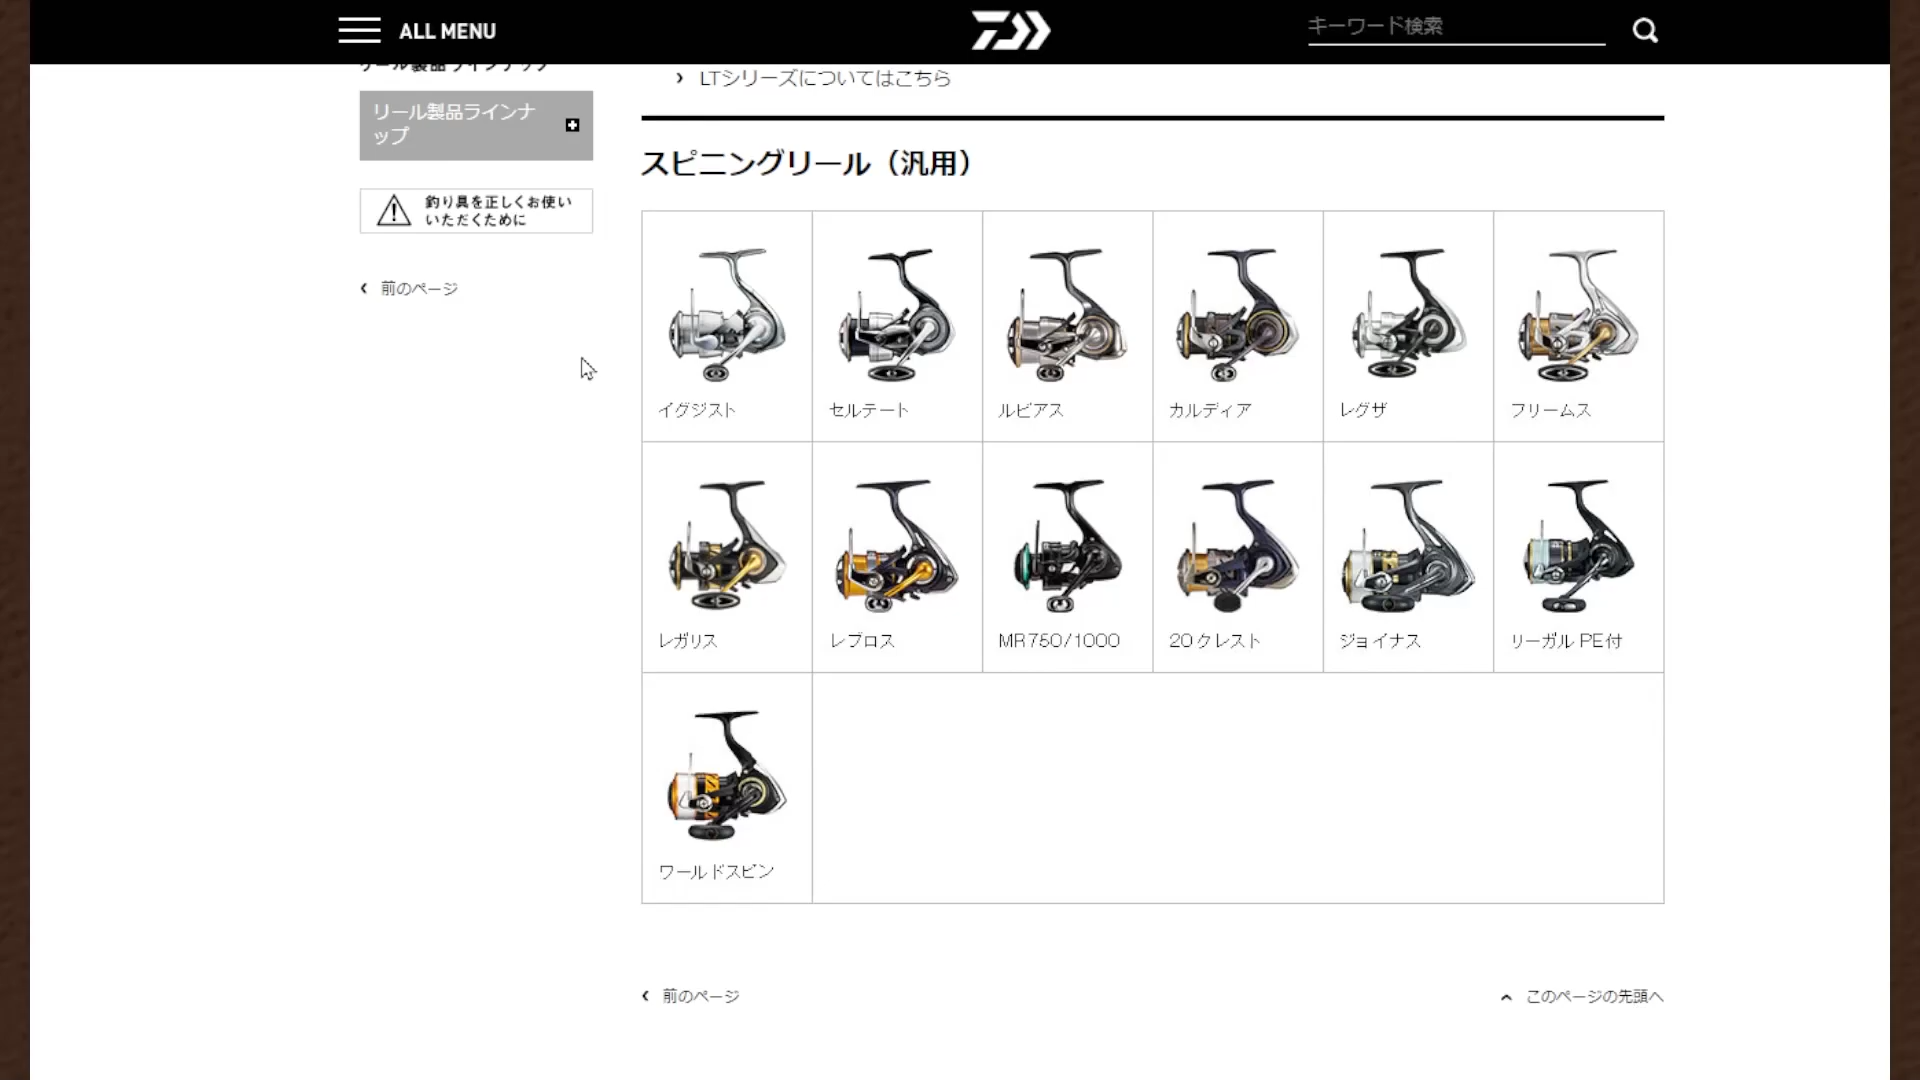 ALL MENU
キーワード検索
リール製品ラインナップ
リール製品ラインナ
ップ
釣り具を正しくお使い
いただくために
前のページ
LTシリーズについてはこちら
スピニングリール（汎用）
イグジスト
セルテート
ルビアス
カルディア
レグザ
フリームス
レガリス
レブロス
MR750/1000
20クレスト
ジョイナス
リーガル PE付
ワールドスピン
前のページ
このページの先頭へ